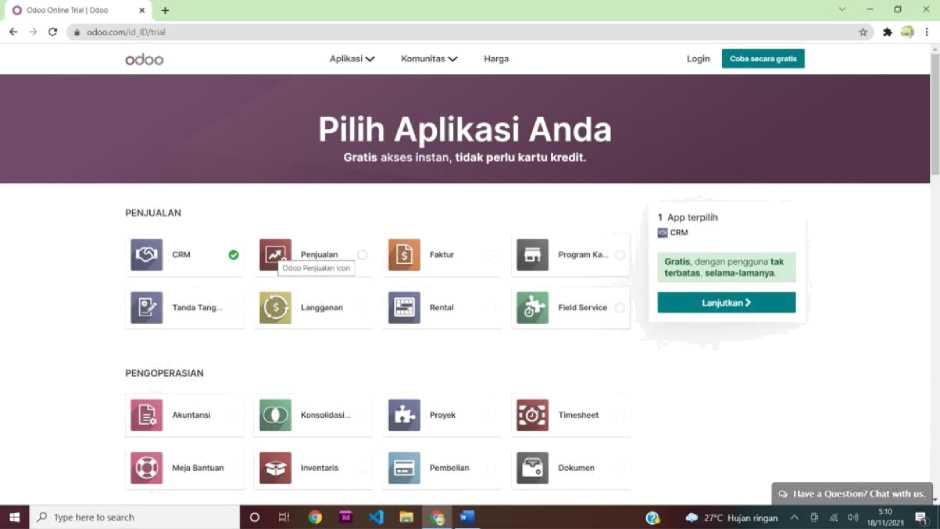 Odoo Online Trial | Odoo
odoo.com/id_ID/trial
odoo
Aplikasi
Komunitas
Harga
Login
Coba secara gratis
Pilih Aplikasi Anda
Gratis akses instan, tidak perlu kartu kredit.
PENJUALAN
CRM
Penjualan
Faktur
Program Ka...
Odoo Penjualan icon
Tanda Tang...
Langganan
Rental
Field Service
1 App terpilih
CRM
Gratis, dengan pengguna tak
terbatas, selama-lamanya.
Lanjutkan
PENGOPERASIAN
Akuntansi
Konsolidasi...
Proyek
Timesheet
Meja Bantuan
Inventaris
Pembelian
Dokumen
Have a Question? Chat with us.
Type here to search
27°C Hujan ringan
5:10
18/11/2021